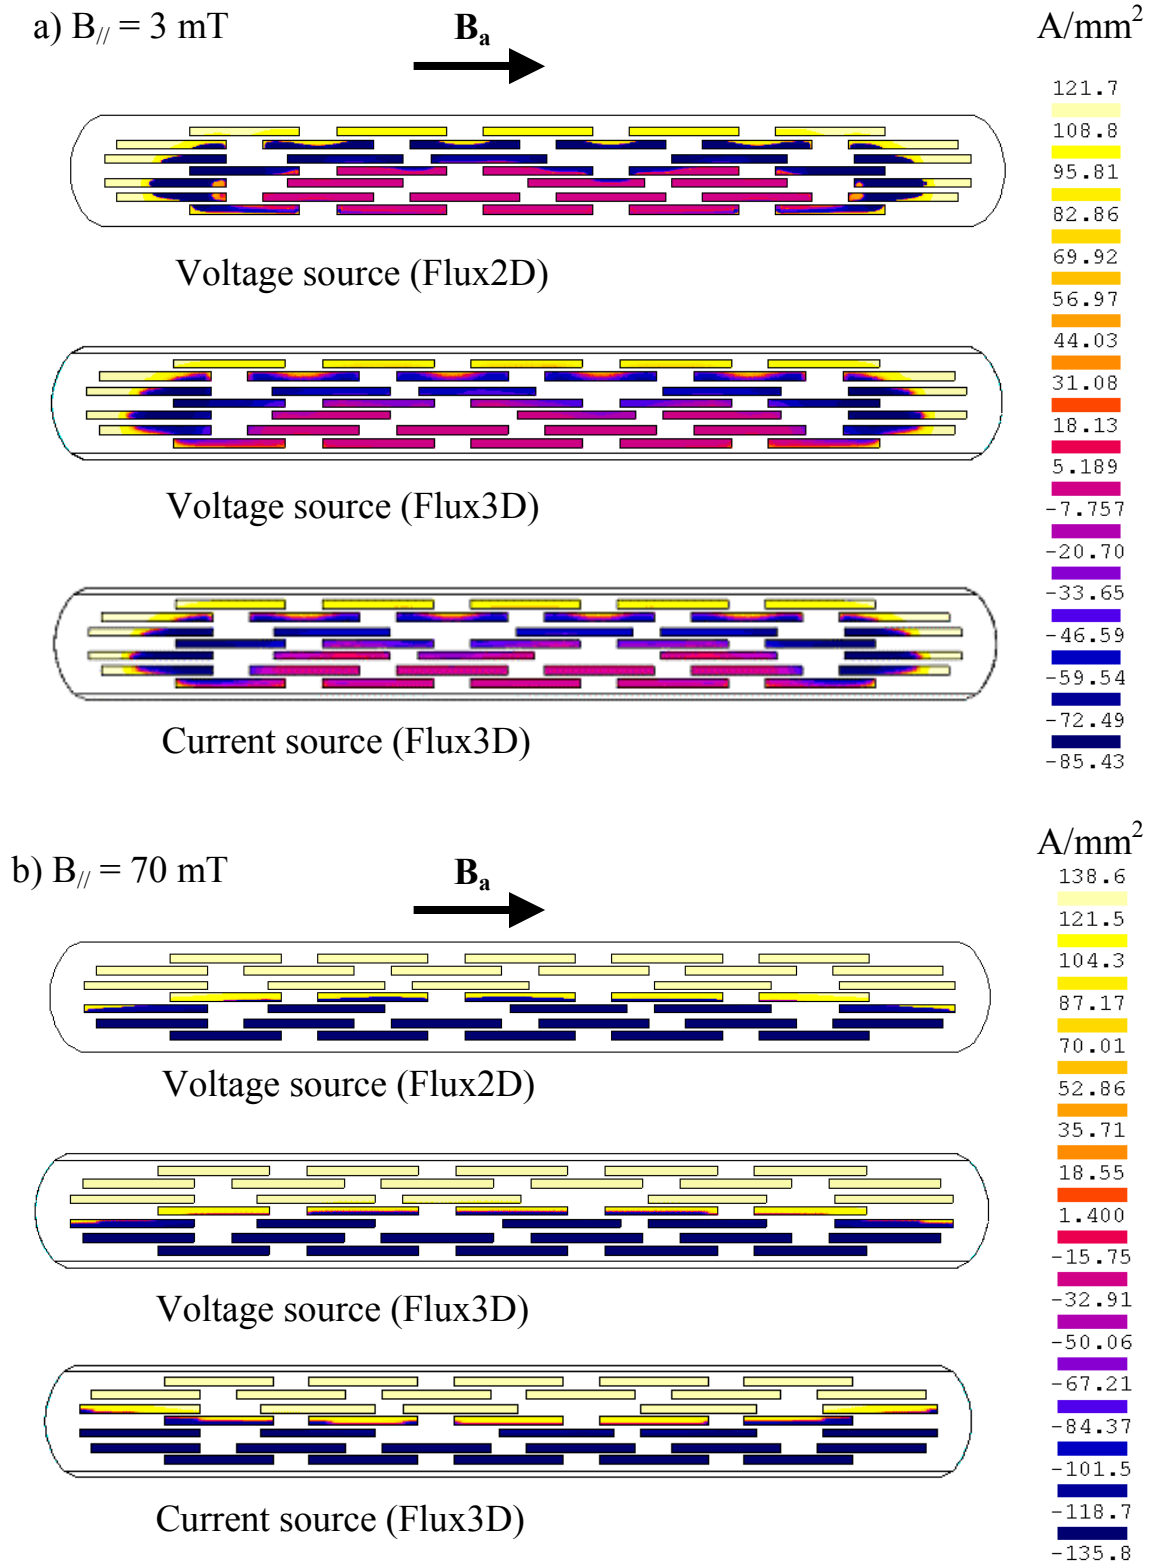 a) B// = 3 mT
Ba
A/mm2
121.7
108.8
95.81
82.86
69.92
56.97
44.03
31.08
18.13
5.189
-7.757
-20.70
-33.65
-46.59
-59.54
-72.49
-85.43
Voltage source (Flux2D)
Voltage source (Flux3D)
Current source (Flux3D)
b) B// = 70 mT
Ba
A/mm2
138.6
121.5
104.3
87.17
70.01
52.86
35.71
18.55
1.400
-15.75
-32.91
-50.06
-67.21
-84.37
-101.5
-118.7
-135.8
Voltage source (Flux2D)
Voltage source (Flux3D)
Current source (Flux3D)